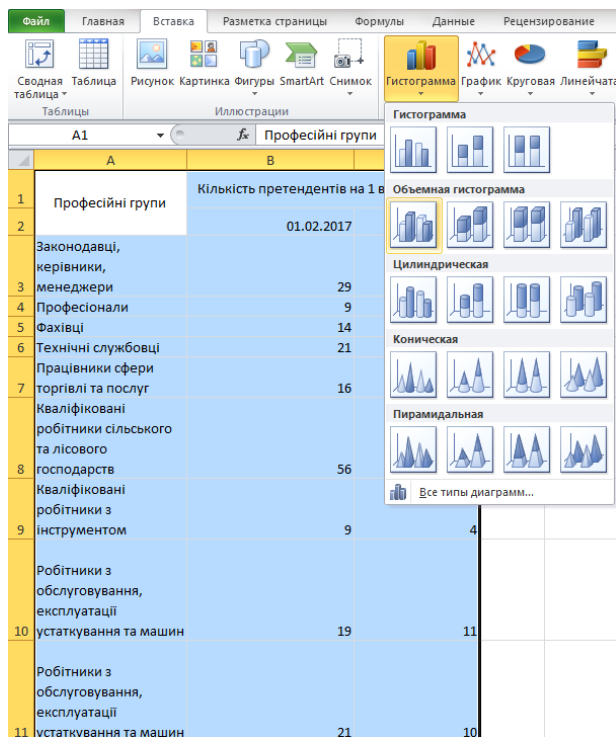 Файл Главная Вставка Разметка страницы Формулы Данные Рецензирование
Сводная таблица Таблица Рисунок Картинка Фигуры SmartArt Снимок Гистограмма График Круговая Линейчата
Таблицы Иллюстрации
A1 fx Професійні групи
Гистограмма
Объемная гистограмма
Цилиндрическая
Коническая
Пирамидальная
Все типы диаграмм...
A B
1 Професійні групи Кількість претендентів на 1 в
2 01.02.2017
Законодавці,
керівники,
3 менеджери 29
4 Професионали 9
5 Фахівці 14
6 Технічні службовці 21
Працівники сфери
7 торгівлі та послуг 16
Кваліфіковані
робітники сільського
та лісового
8 господарств 56
Кваліфіковані
робітники з
9 інструментом 9 4
Робітники з
обслуговування,
експлуатації
10 устаткування та машин 19 11
Робітники з
обслуговування,
експлуатації
11 устаткування та машин 21 10